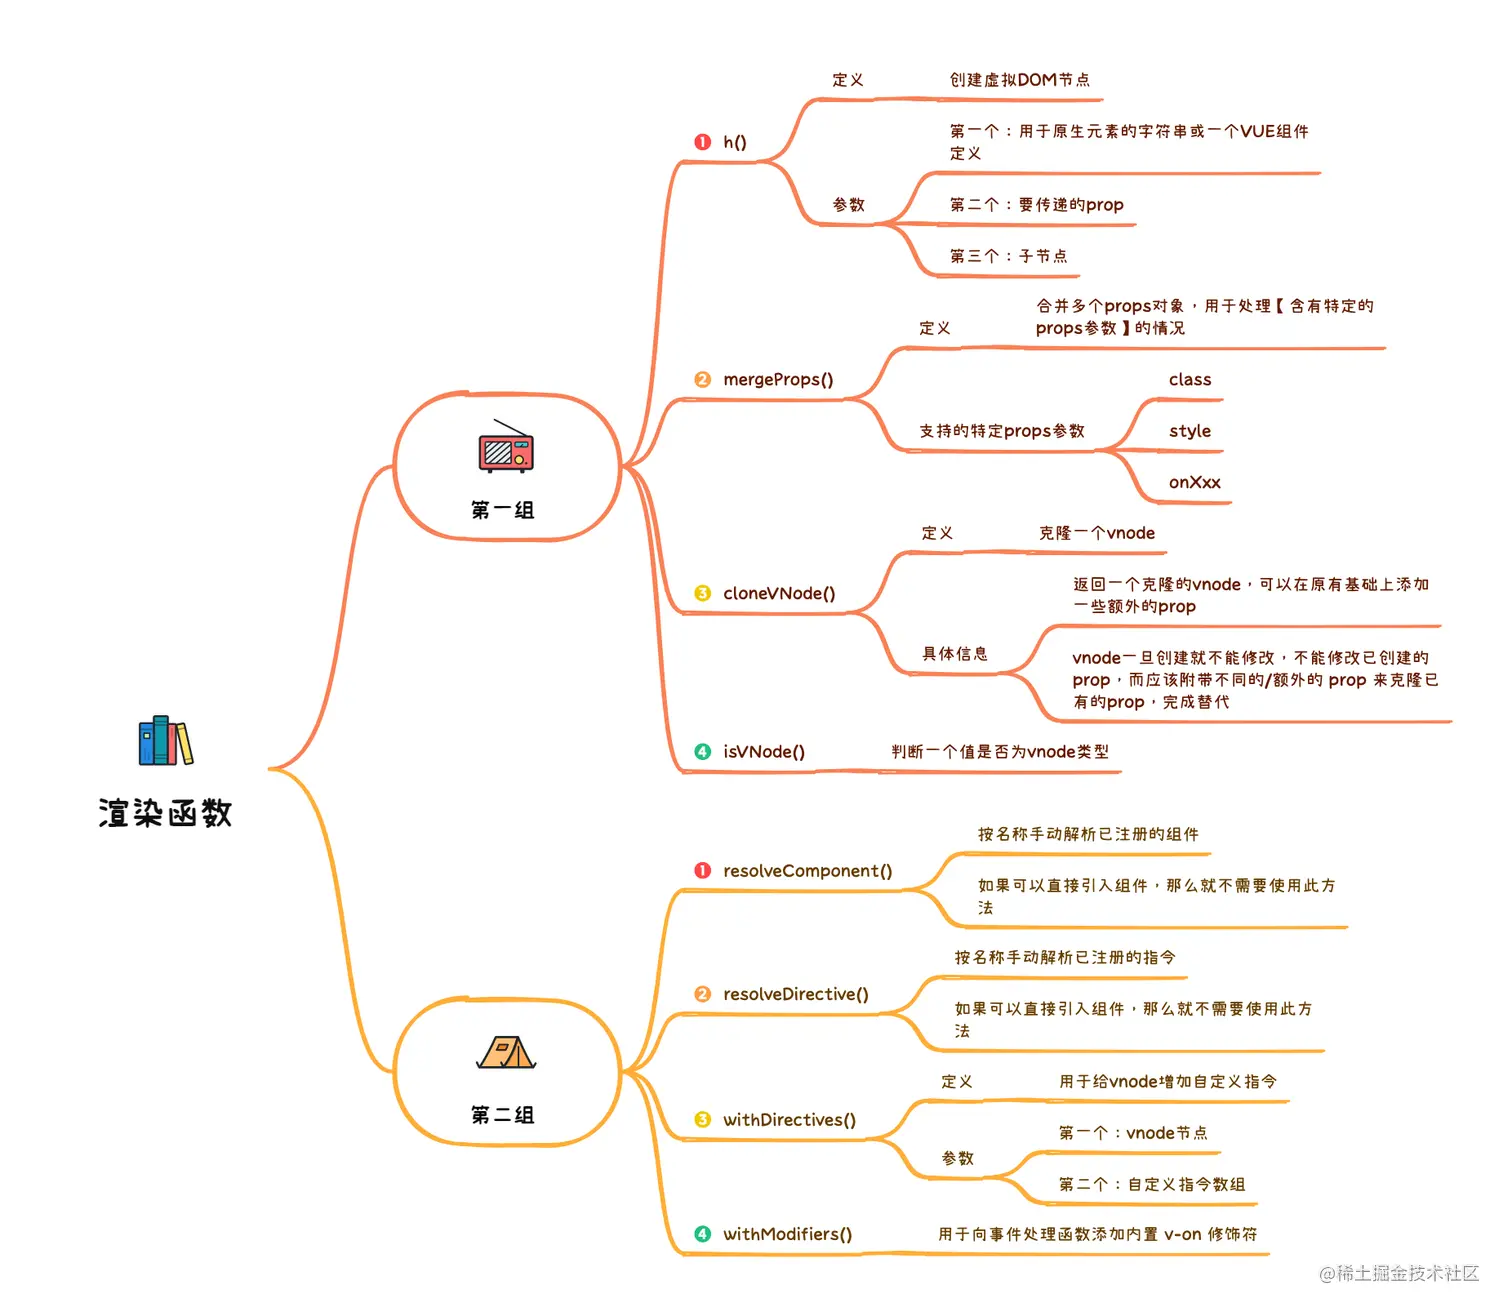 渲染函数
第一组
❶ h()
定义
创建虚拟DOM节点
参数
第一个：用于原生元素的字符串或一个VUE组件
定义
第二个：要传递的prop
第三个：子节点
❷ mergeProps()
定义
合并多个props对象，用于处理【含有特定的
props参数】的情况
支持的特定props参数
class
style
onXxx
❸ cloneVNode()
定义
克隆一个vnode
具体信息
返回一个克隆的vnode，可以在原有基础上添加
一些额外的prop
vnode一旦创建就不能修改，不能修改已创建的
prop，而应该附带不同的/额外的 prop 来克隆已
有的prop，完成替代
❹ isVNode()
判断一个值是否为vnode类型
第二组
❶ resolveComponent()
按名称手动解析已注册的组件
如果可以直接引入组件，那么就不需要使用此方
法
❷ resolveDirective()
按名称手动解析已注册的指令
如果可以直接引入组件，那么就不需要使用此方
法
❸ withDirectives()
定义
用于给vnode增加自定义指令
参数
第一个：vnode节点
第二个：自定义指令数组
❹ withModifiers()
用于向事件处理函数添加内置 v-on 修饰符
@稀土掘金技术社区